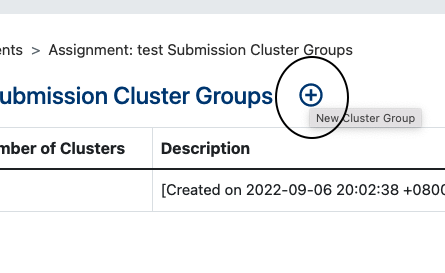 ents > Assignment: test Submission Cluster Groups
ubmission Cluster Groups
New Cluster Group
mber of Clusters Description
[Created on 2022-09-06 20:02:38 +0800